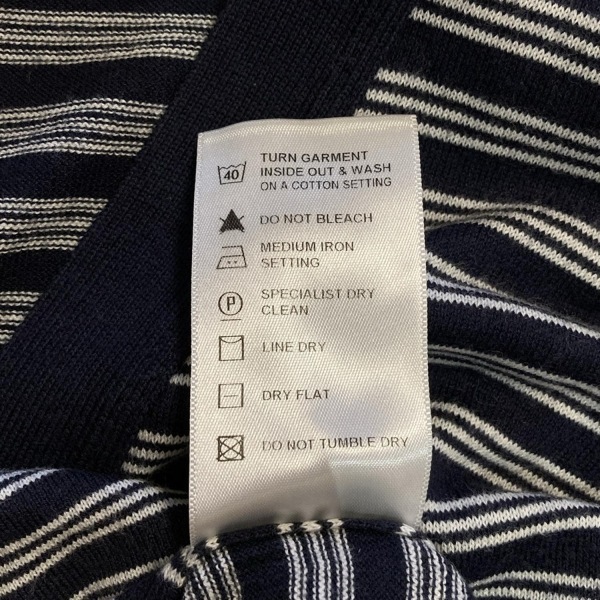 40 TURN GARMENT
INSIDE OUT & WASH
ON A COTTON SETTING
DO NOT BLEACH
MEDIUM IRON
SETTING
P SPECIALIST DRY
CLEAN
LINE DRY
DRY FLAT
DO NOT TUMBLE DRY